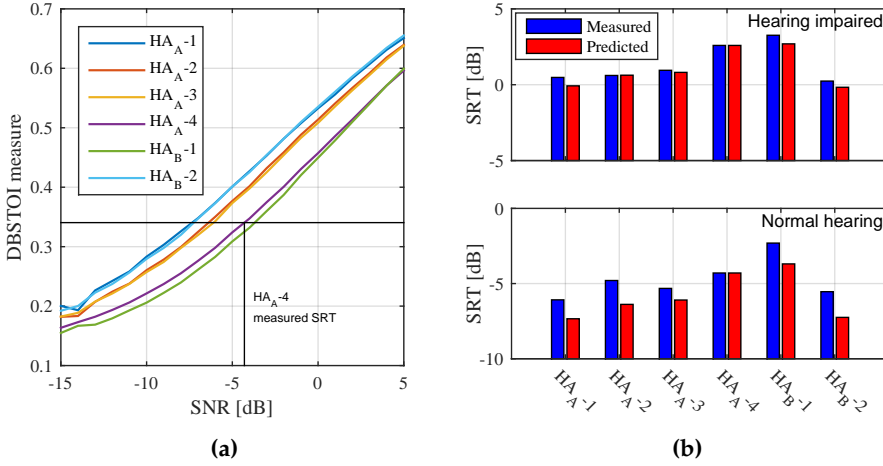 0.7
0.6
0.5
0.4
0.3
0.2
0.1
DBSTOI measure
HA_A-1
HA_A-2
HA_A-3
HA_A-4
HA_B-1
HA_B-2
HA_A-4
measured SRT
-15 -10 -5 0 5
SNR [dB]
(a)
5
0
-5
SRT [dB]
Measured
Predicted
Hearing impaired
0
-5
-10
SRT [dB]
Normal hearing
HA_A-1
HA_A-2
HA_A-3
HA_A-4
HA_B-1
HA_B-2
(b)